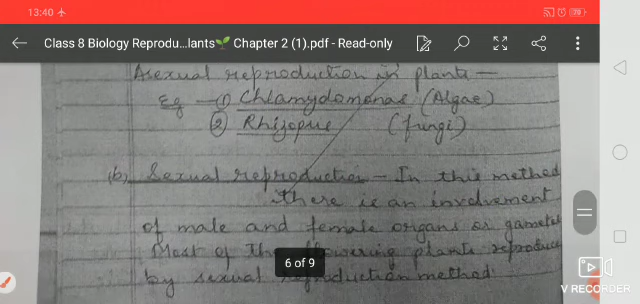 13:40
39
Class 8 Biology Reprodu...lants🌱 Chapter 2 (1).pdf - Read-only
Asexual reproduction in plants -
Eg - ① Chlamydomonas (Algae)
② Rhizopus (fungi)
(b) Sexual reproduction - In this method
there is an involvement
of male and female organs or gametes
Most of the flowering plants reproduce
by sexual reproduction method.
6 of 9
V RECORDER